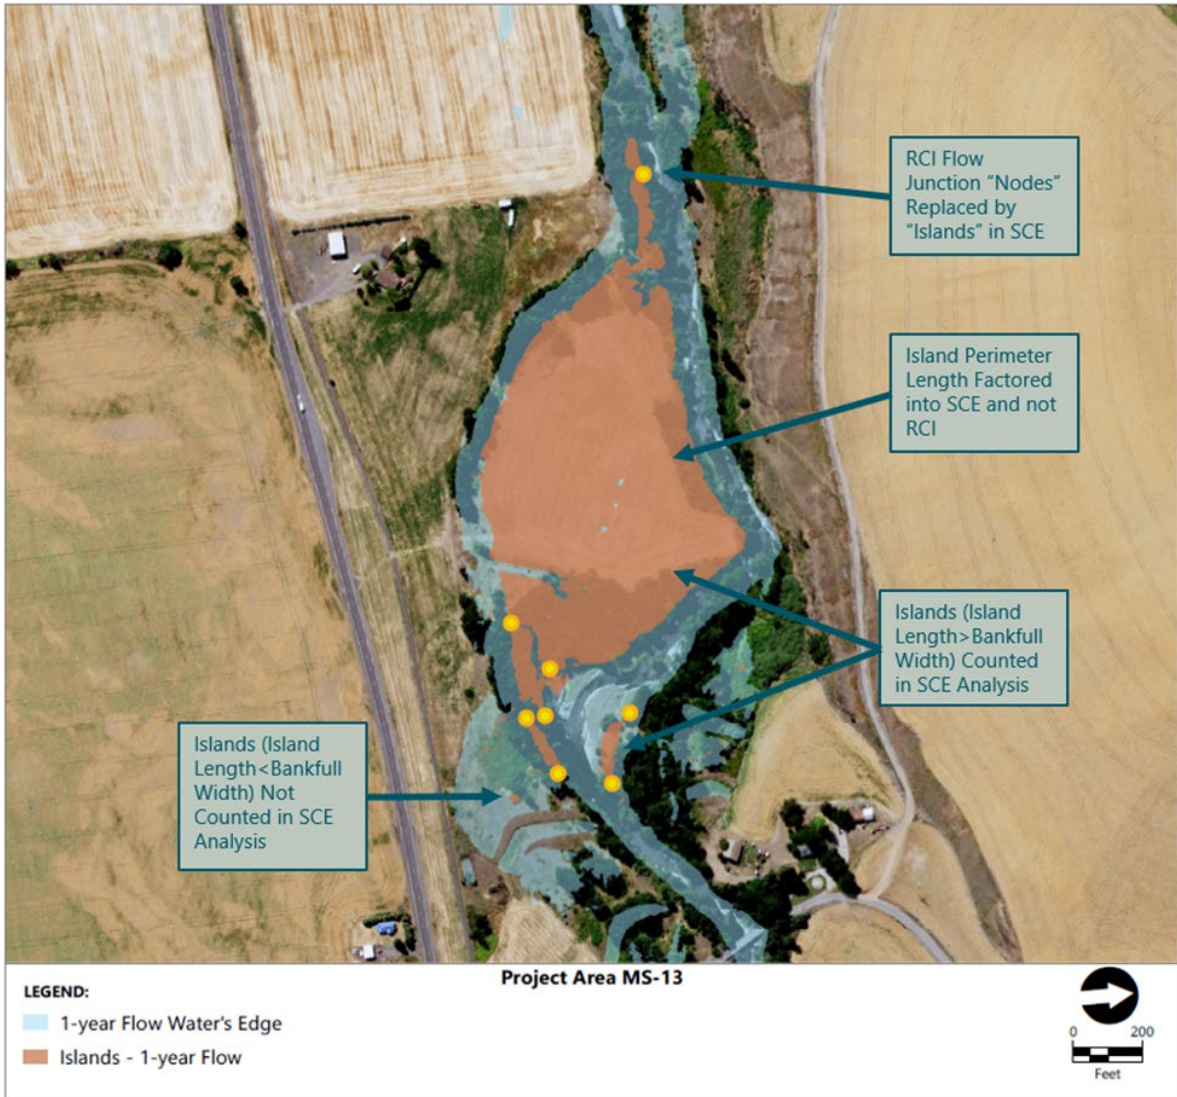 RCI Flow
Junction “Nodes”
Replaced by
“Islands” in SCE
Island Perimeter
Length Factored
into SCE and not
RCI
Islands (Island
Length>Bankfull
Width) Counted
in SCE Analysis
Islands (Island
Length<Bankfull
Width) Not
Counted in SCE
Analysis
Project Area MS-13
LEGEND:
1-year Flow Water's Edge
Islands - 1-year Flow
0 200
Feet